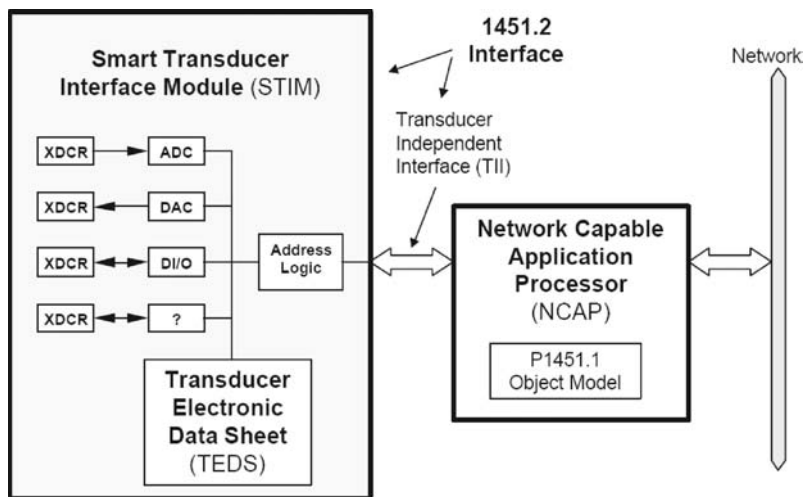 Smart Transducer
Interface Module (STIM)
XDCR
ADC
XDCR
DAC
XDCR
DI/O
XDCR
?
Address
Logic
Transducer
Electronic
Data Sheet
(TEDS)
1451.2
Interface
Transducer
Independent
Interface (TII)
Network Capable
Application
Processor
(NCAP)
P1451.1
Object Model
Network